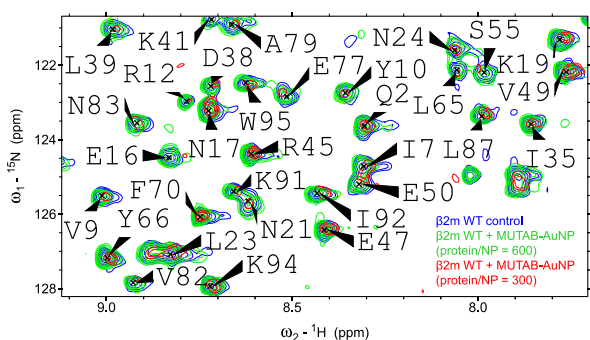 K41
A79
N24
S55
L39
D38
R12
E77
Y10
K19
Q2
V49
N83
L65
W95
E16
N17
R45
I7
L87
I35
F70
K91
E50
V9
Y66
N21
I92
L23
E47
V82
K94
122
124
126
128
ω1 - 15N (ppm)
9.0
8.5
8.0
ω2 - 1H (ppm)
β2m WT control
β2m WT + MUTAB-AuNP
(protein/NP = 600)
β2m WT + MUTAB-AuNP
(protein/NP = 300)